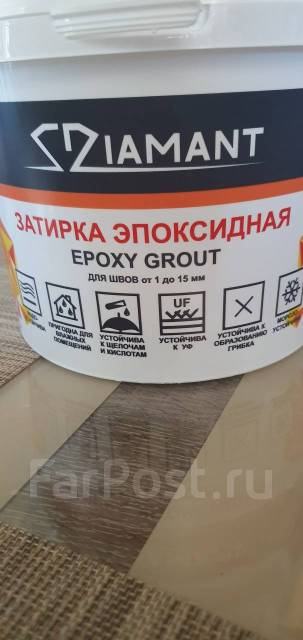 DIAMANT
ЗАТИРКА ЭПОКСИДНАЯ
EPOXY GROUT
ДЛЯ ШВОВ от 1 до 15 мм
UF
ПРИГОДНА ДЛЯ
ВЛАЖНЫХ
ПОМЕЩЕНИЙ
УСТОЙЧИВА
К ЩЕЛОЧАМ
И КИСЛОТАМ
УСТОЙЧИВА
К УФ
УСТОЙЧИВА К
ОБРАЗОВАНИЮ
ГРИБКА
FarPost.ru